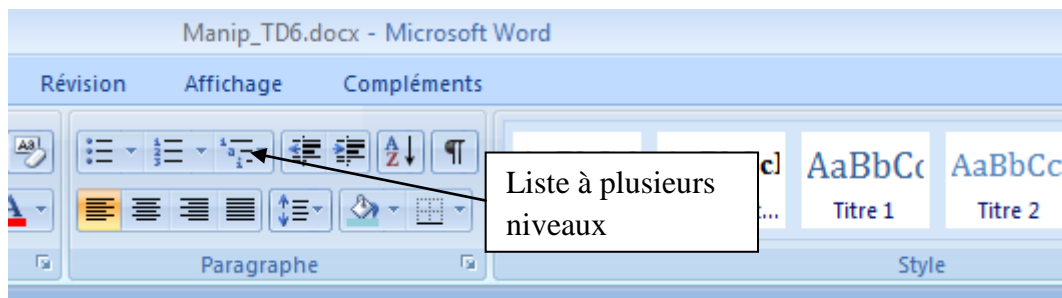 Manip_TD6.docx - Microsoft Word
Révision Affichage Compléments
Liste à plusieurs
niveaux
AaBbCc AaBbCc
Titre 1 Titre 2
Paragraphe Style